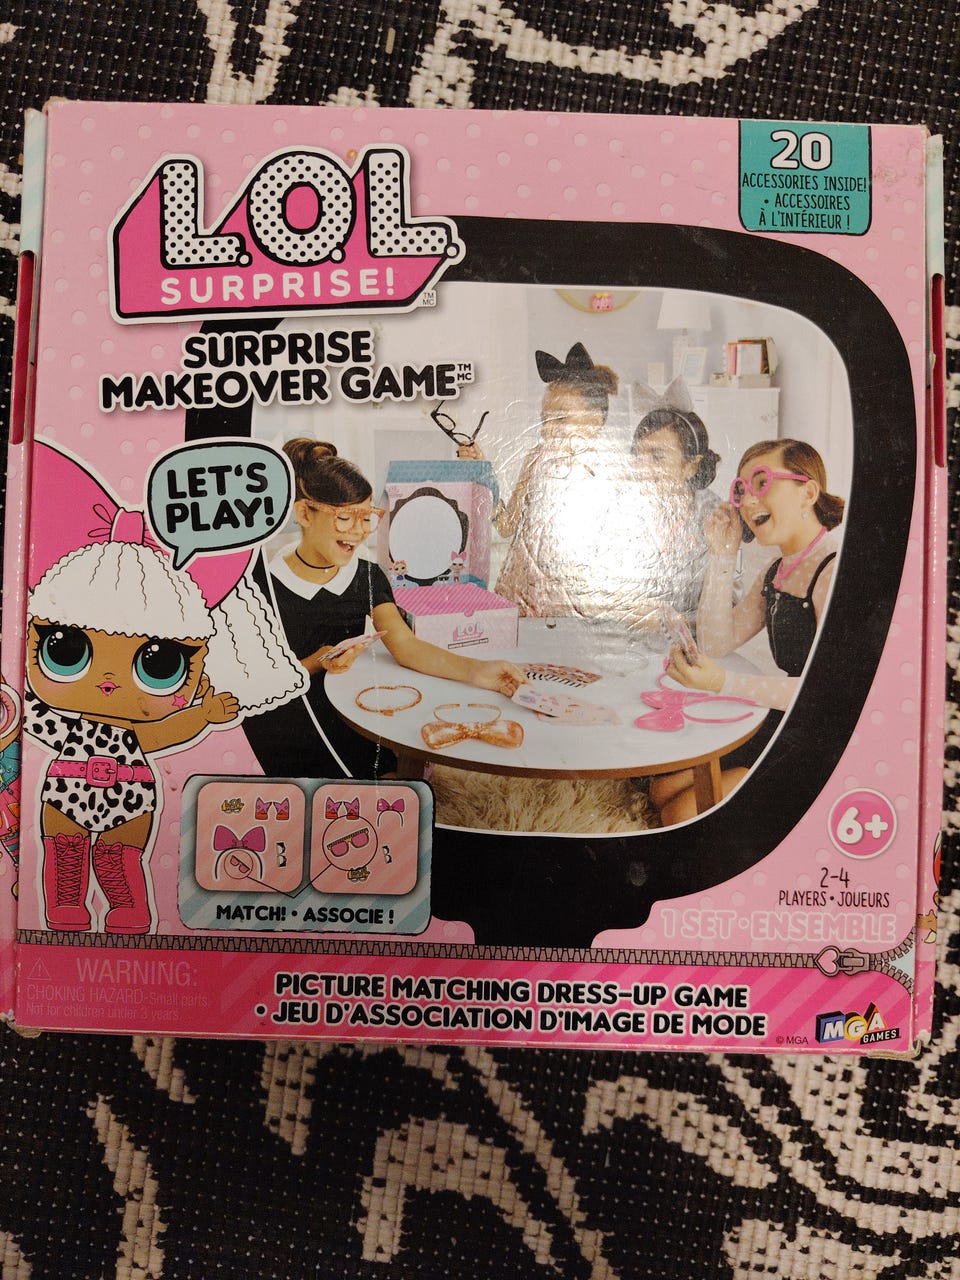 20
ACCESSORIES INSIDE!
• ACCESSOIRES
À L'INTÉRIEUR !
L.O.L.
SURPRISE!
TM
MC
SURPRISE
MAKEOVER GAME
TM
MC
LET'S
PLAY!
L.O.L.
MATCH! • ASSOCIE !
6+
2-4
PLAYERS • JOUEURS
1 SET • ENSEMBLE
WARNING:
CHOKING HAZARD-Small parts.
Not for children under 3 years.
PICTURE MATCHING DRESS-UP GAME
• JEU D'ASSOCIATION D'IMAGE DE MODE
© MGA
MGA
GAMES